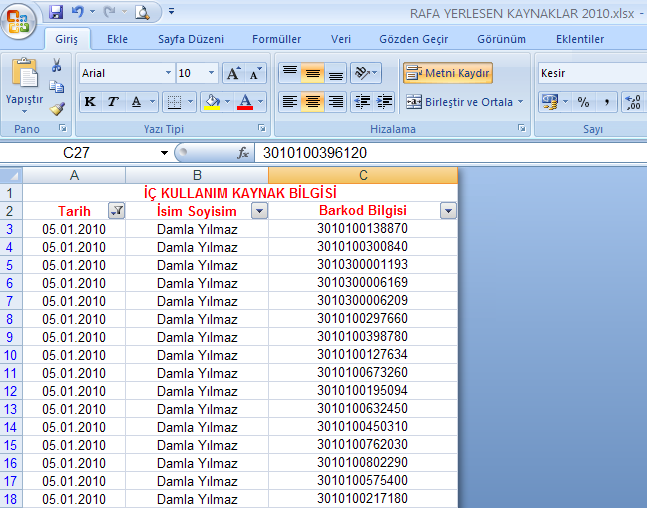 RAFA YERLESEN KAYNAKLAR 2010.xlsx -
Giriş Ekle Sayfa Düzeni Formüller Veri Gözden Geçir Görünüm Eklentiler
Arial 10 A A Metni Kaydır Kesir
Yapıştır K T A A Birleştir ve Ortala % , ,00
Pano Yazı Tipi Hizalama Sayı
C27 fx 3010100396120
A B C
1 İÇ KULLANIM KAYNAK BİLGİSİ
2 Tarih İsim Soyisim Barkod Bilgisi
3 05.01.2010 Damla Yılmaz 3010100138870
4 05.01.2010 Damla Yılmaz 3010100300840
5 05.01.2010 Damla Yılmaz 3010300001193
6 05.01.2010 Damla Yılmaz 3010300006169
7 05.01.2010 Damla Yılmaz 3010300006209
8 05.01.2010 Damla Yılmaz 3010100297660
9 05.01.2010 Damla Yılmaz 3010100398780
10 05.01.2010 Damla Yılmaz 3010100127634
11 05.01.2010 Damla Yılmaz 3010100673260
12 05.01.2010 Damla Yılmaz 3010100195094
13 05.01.2010 Damla Yılmaz 3010100632450
14 05.01.2010 Damla Yılmaz 3010100450310
15 05.01.2010 Damla Yılmaz 3010100762030
16 05.01.2010 Damla Yılmaz 3010100802290
17 05.01.2010 Damla Yılmaz 3010100575400
18 05.01.2010 Damla Yılmaz 3010100217180